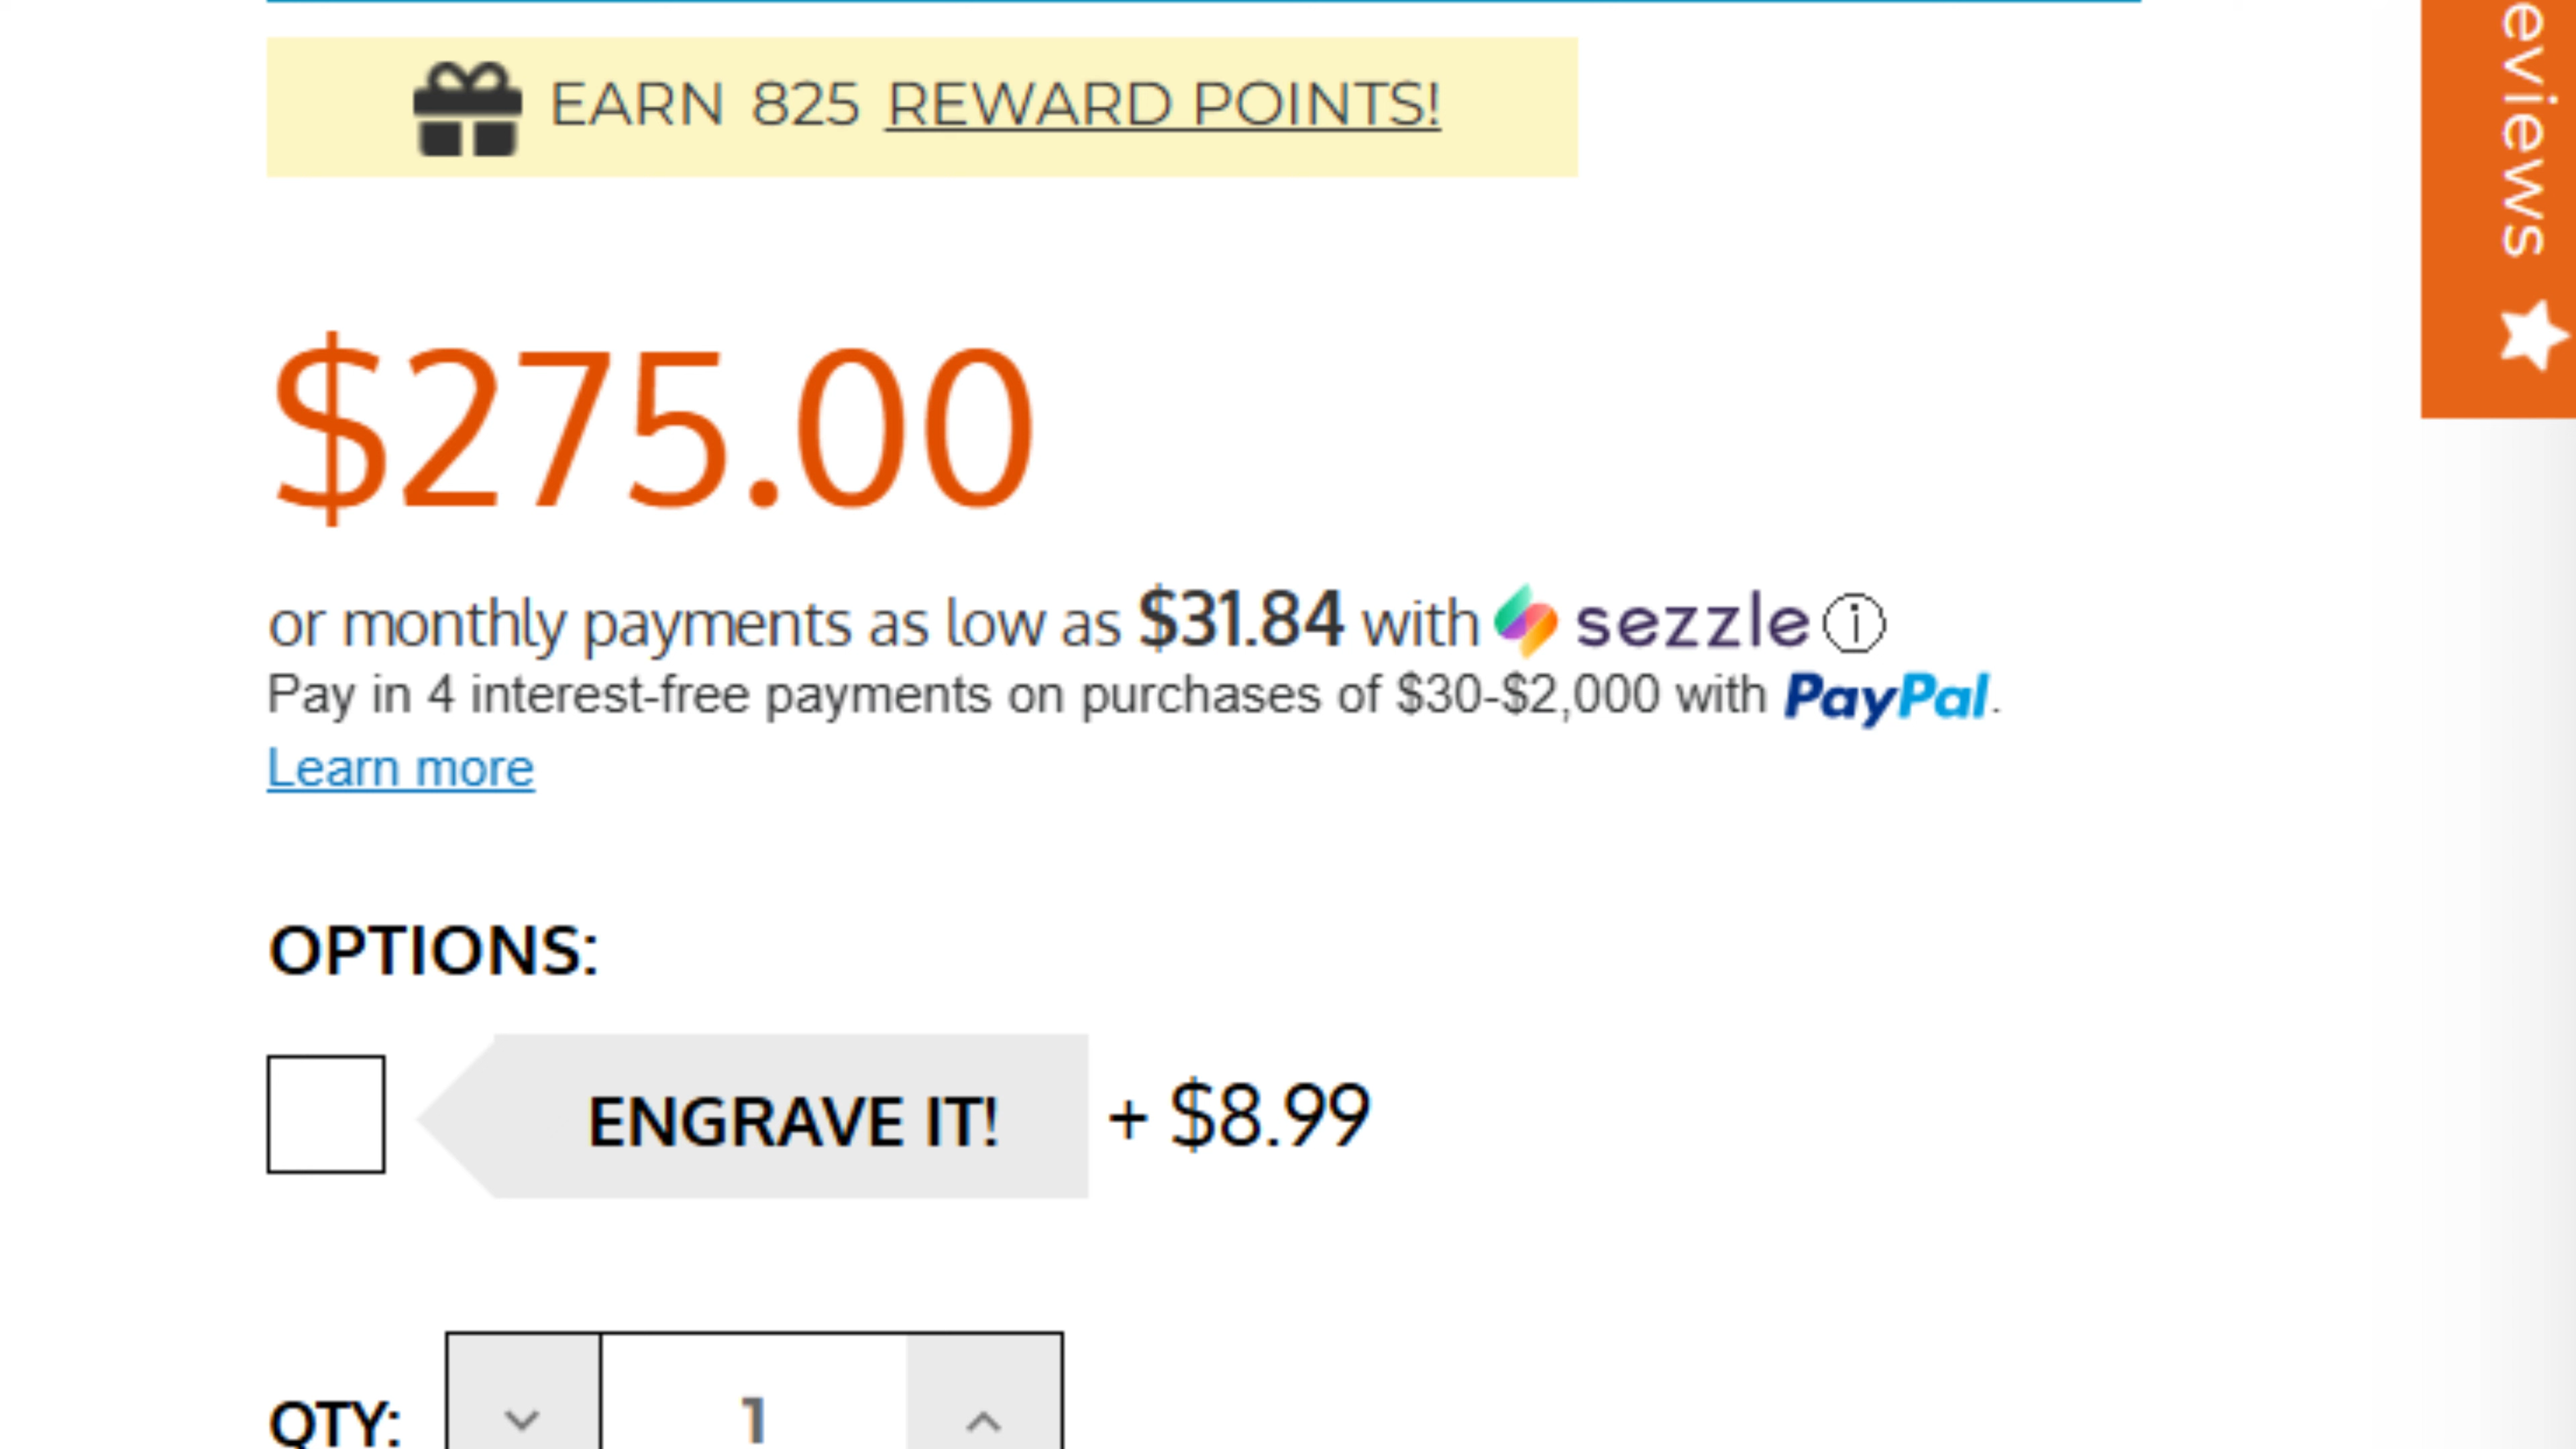 EARN 825 REWARD POINTS!
$275.00
or monthly payments as low as $31.84 with sezzle
Pay in 4 interest-free payments on purchases of $30-$2,000 with PayPal.
Learn more
OPTIONS:
ENGRAVE IT! + $8.99
QTY: 1
eviews